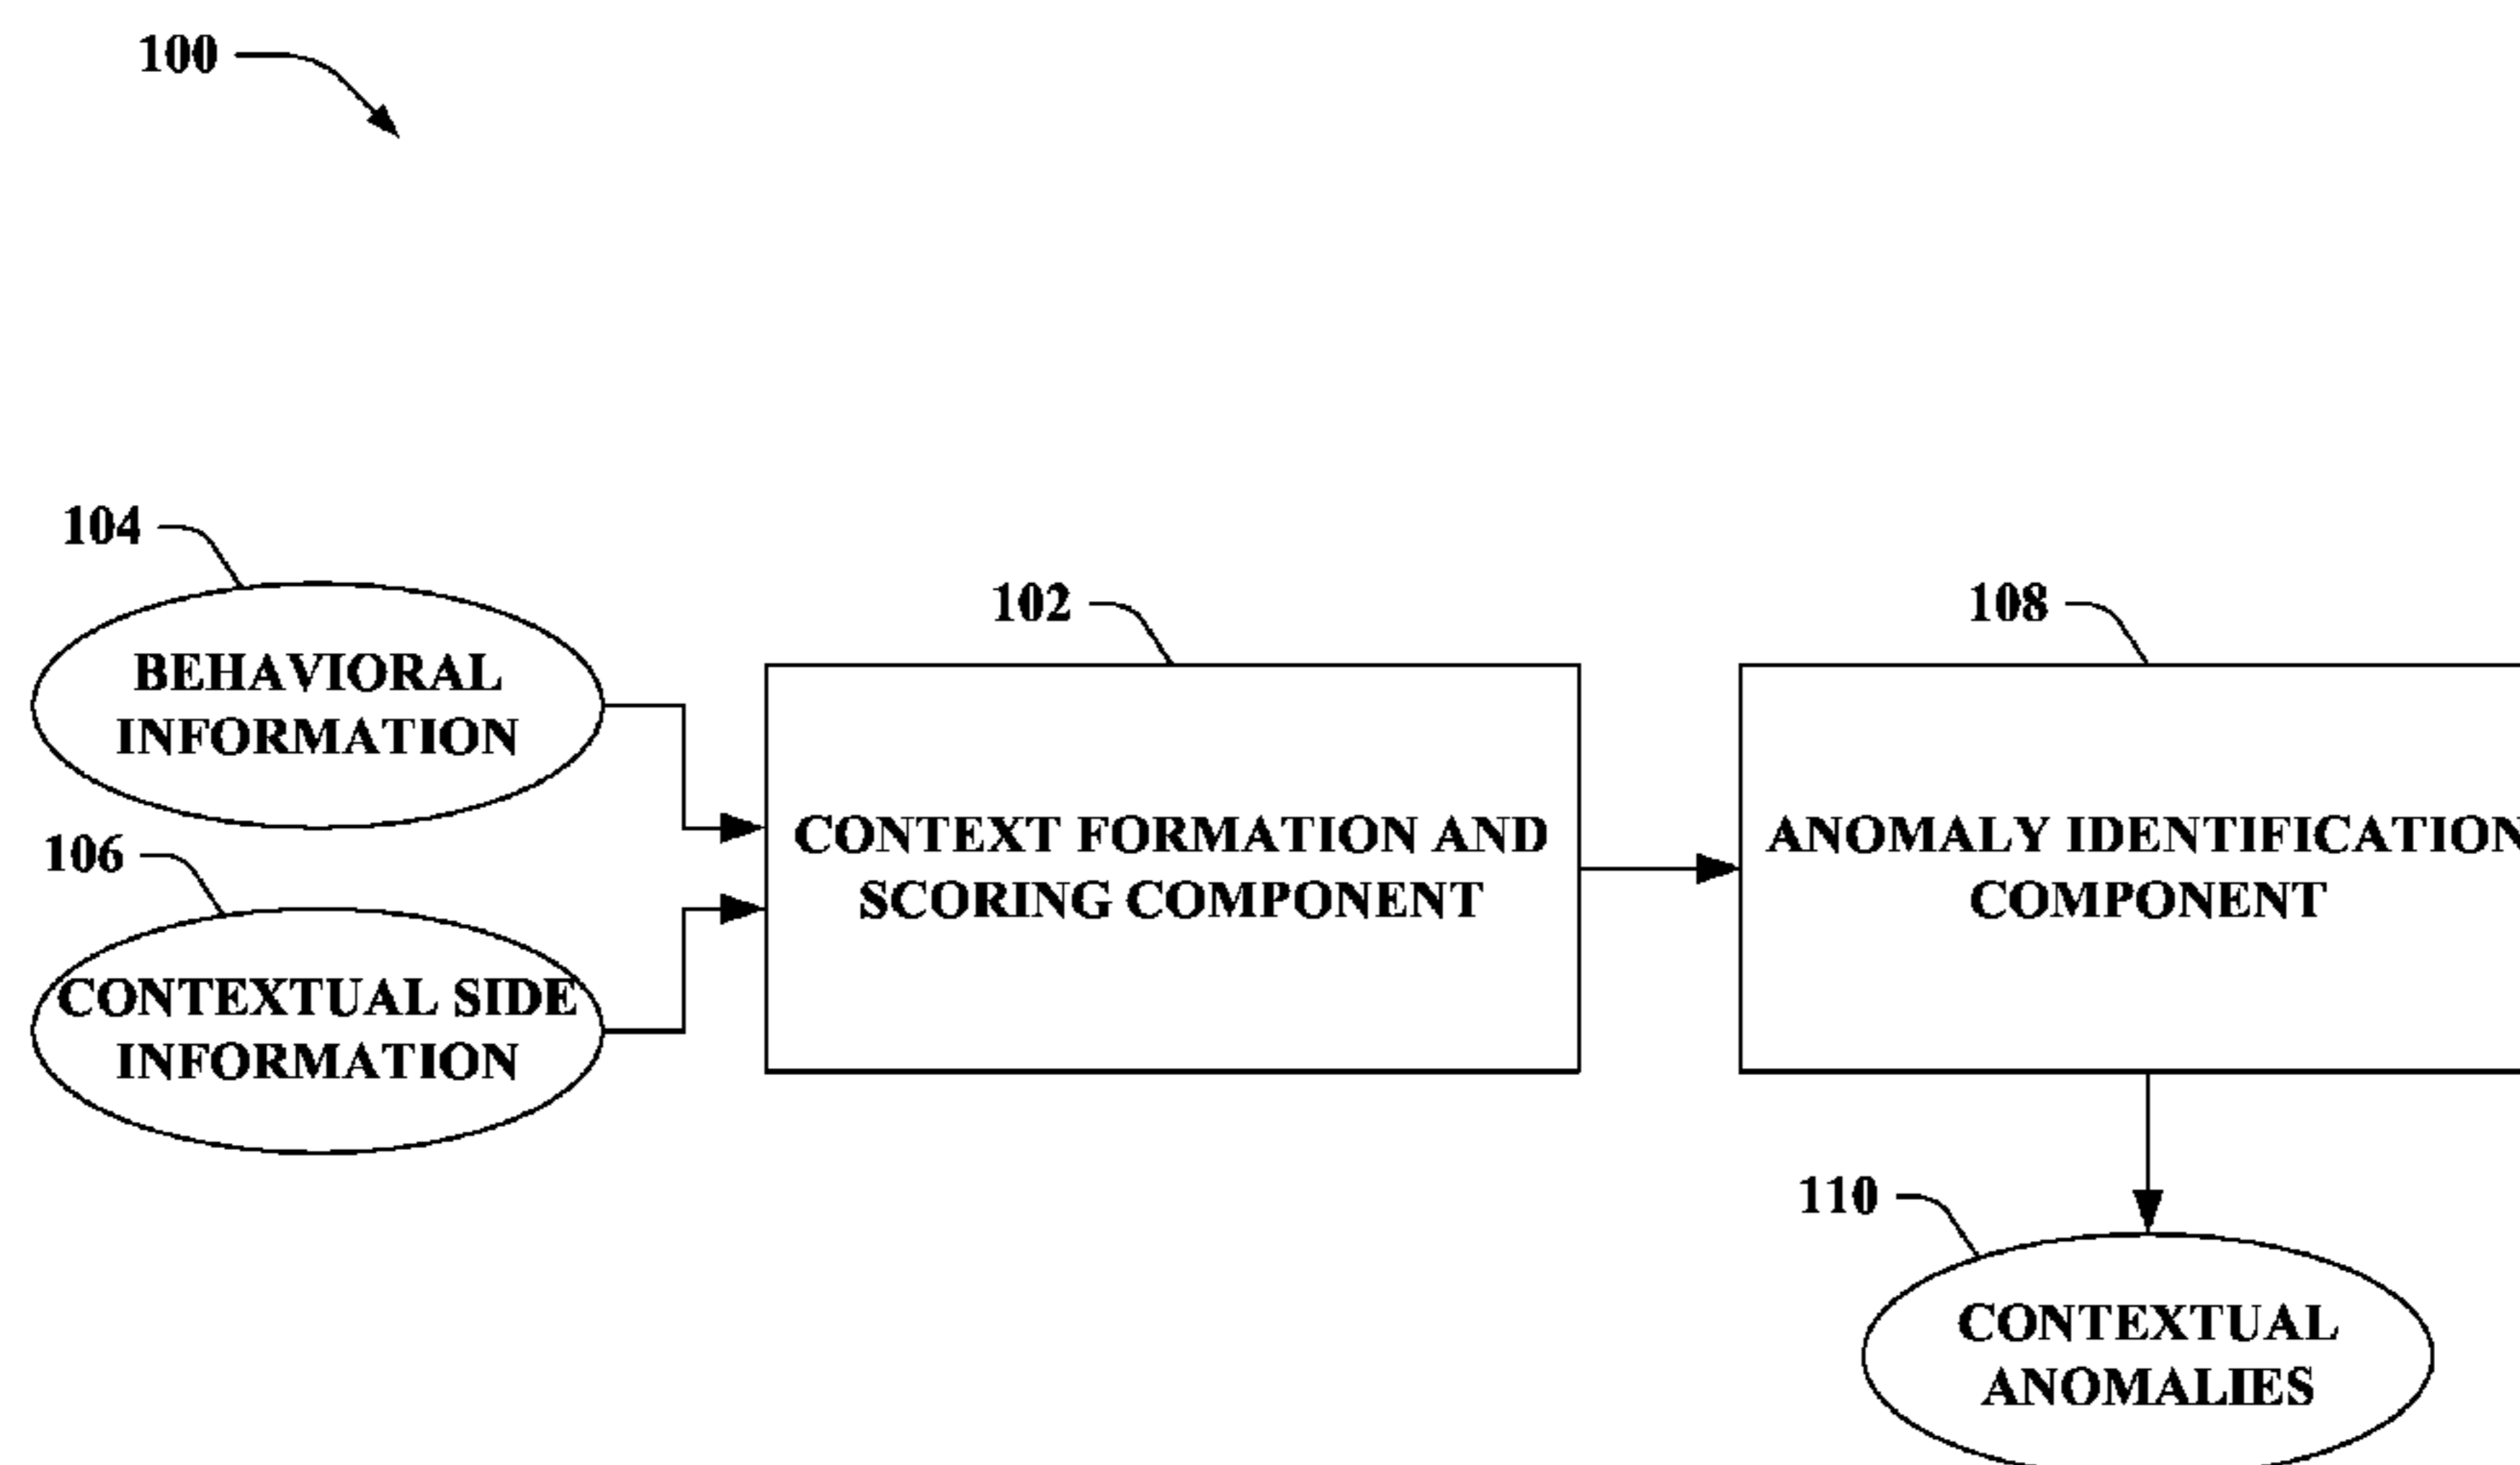 100
104
BEHAVIORAL
INFORMATION
106
CONTEXTUAL SIDE
INFORMATION
102
CONTEXT FORMATION AND
SCORING COMPONENT
108
ANOMALY IDENTIFICATION
COMPONENT
110
CONTEXTUAL
ANOMALIES